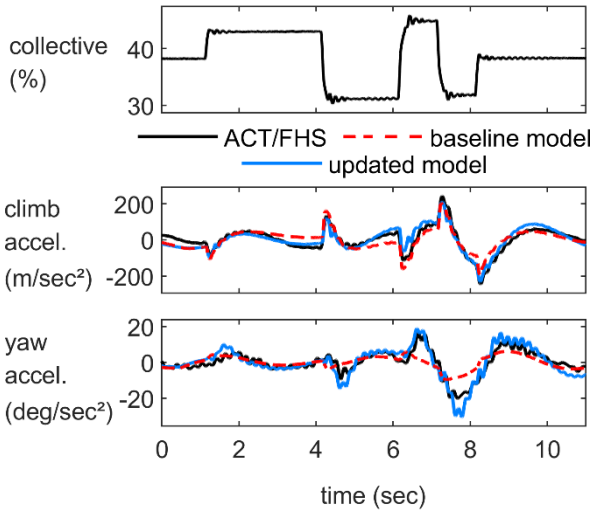 collective
(%)
40
30
ACT/FHS
baseline model
updated model
climb
accel.
(m/sec²)
200
0
-200
yaw
accel.
(deg/sec²)
20
0
-20
0 2 4 6 8 10
time (sec)